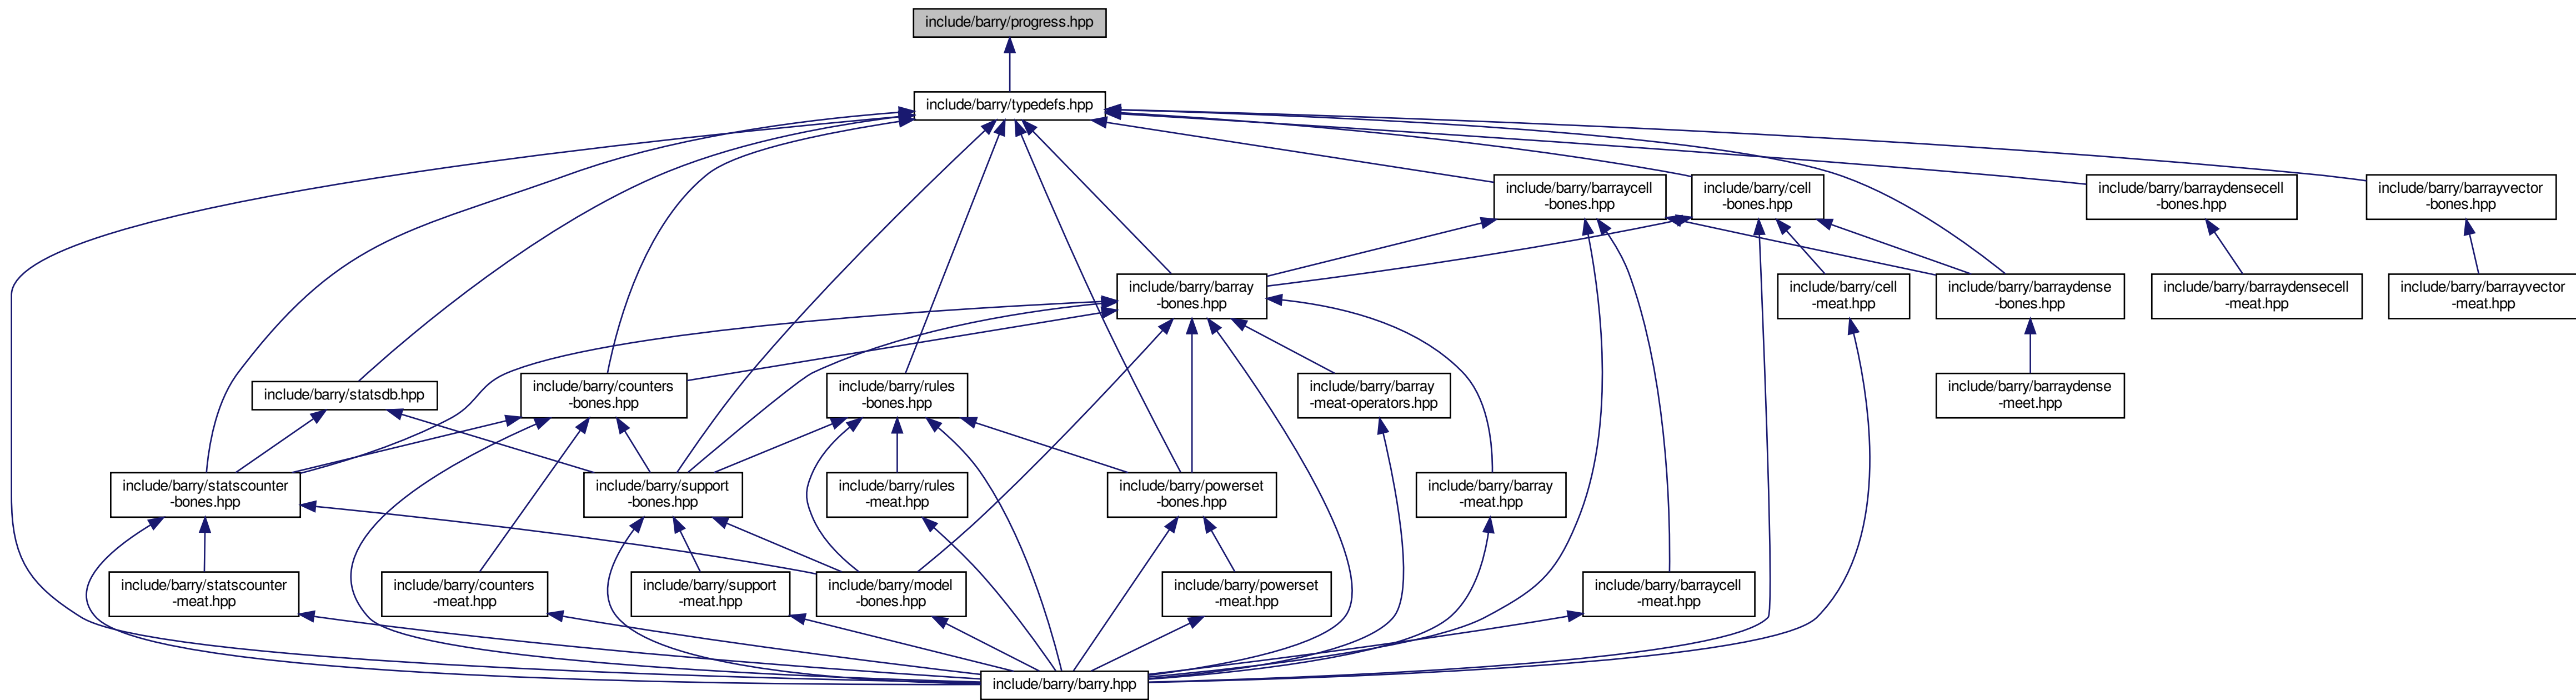 include/barry/progress.hpp
include/barry/typedefs.hpp
include/barry/barraycell
-bones.hpp
include/barry/cell
-bones.hpp
include/barry/barraydensecell
-bones.hpp
include/barry/barrayvector
-bones.hpp
include/barry/barray
-bones.hpp
include/barry/cell
-meat.hpp
include/barry/barraydense
-bones.hpp
include/barry/barraydensecell
-meat.hpp
include/barry/barrayvector
-meat.hpp
include/barry/statsdb.hpp
include/barry/counters
-bones.hpp
include/barry/rules
-bones.hpp
include/barry/barray
-meat-operators.hpp
include/barry/barraydense
-meet.hpp
include/barry/statscounter
-bones.hpp
include/barry/support
-bones.hpp
include/barry/rules
-meat.hpp
include/barry/powerset
-bones.hpp
include/barry/barray
-meat.hpp
include/barry/statscounter
-meat.hpp
include/barry/counters
-meat.hpp
include/barry/support
-meat.hpp
include/barry/model
-bones.hpp
include/barry/powerset
-meat.hpp
include/barry/barraycell
-meat.hpp
include/barry/barry.hpp